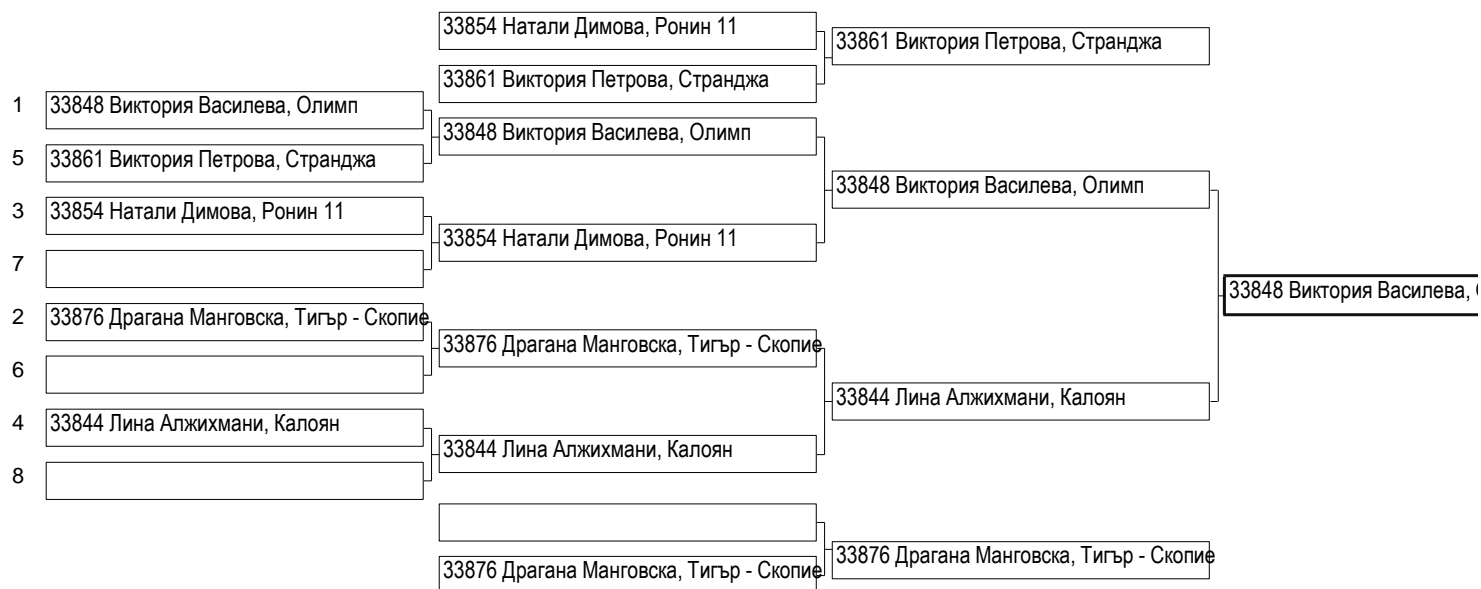 33854 Натали Димова, Ронин 11
33861 Виктория Петрова, Странджа
33861 Виктория Петрова, Странджа
1 33848 Виктория Василева, Олимп
33848 Виктория Василева, Олимп
5 33861 Виктория Петрова, Странджа
33848 Виктория Василева, Олимп
3 33854 Натали Димова, Ронин 11
33854 Натали Димова, Ронин 11
7
33848 Виктория Василева,
2 33876 Драгана Манговска, Тигър - Скопие
33876 Драгана Манговска, Тигър - Скопие
6
33844 Лина Алжихмани, Калоян
4 33844 Лина Алжихмани, Калоян
33844 Лина Алжихмани, Калоян
8
33876 Драгана Манговска, Тигър - Скопие
33876 Драгана Манговска, Тигър - Скопие